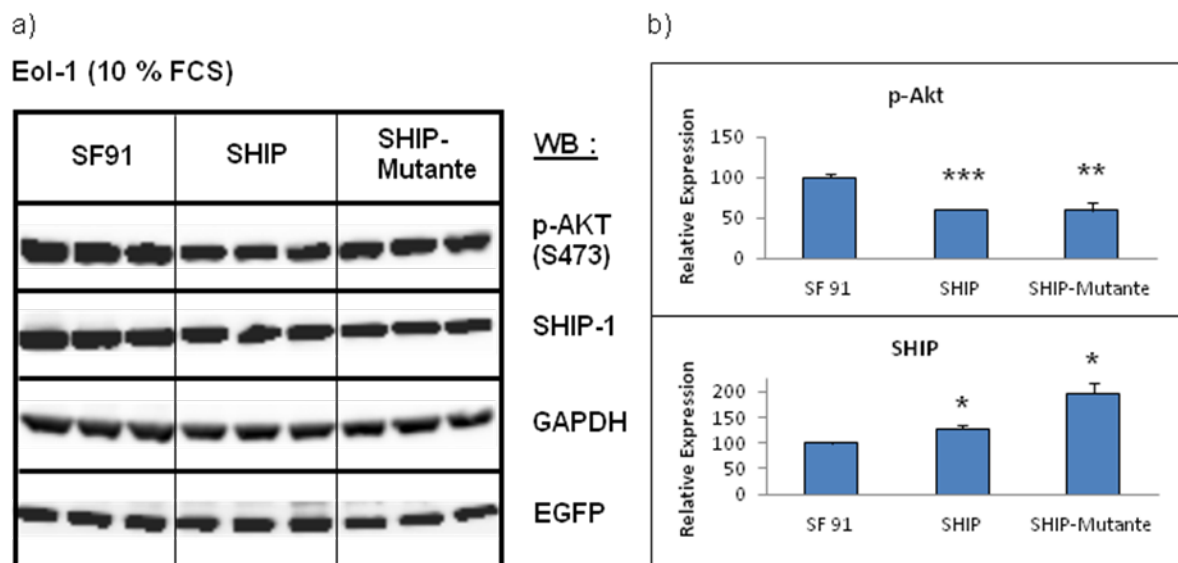 a)
Eol-1 (10 % FCS)
SF91 SHIP SHIP-
Mutante
WB :
p-AKT
(S473)
SHIP-1
GAPDH
EGFP
b)
p-Akt
Relative Expression
150
100
50
0
***
**
SF 91 SHIP SHIP-Mutante
SHIP
Relative Expression
200
150
100
50
0
*
*
SF 91 SHIP SHIP-Mutante